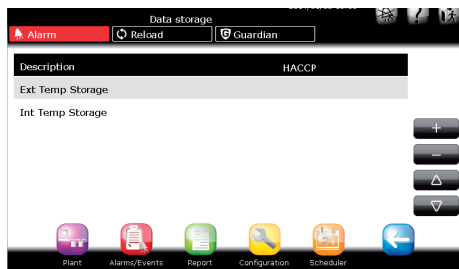 Data storage
Alarm Reload Guardian
Description HACCP
Ext Temp Storage
Int Temp Storage
Plant Alarms/Events Report Configuration Scheduler